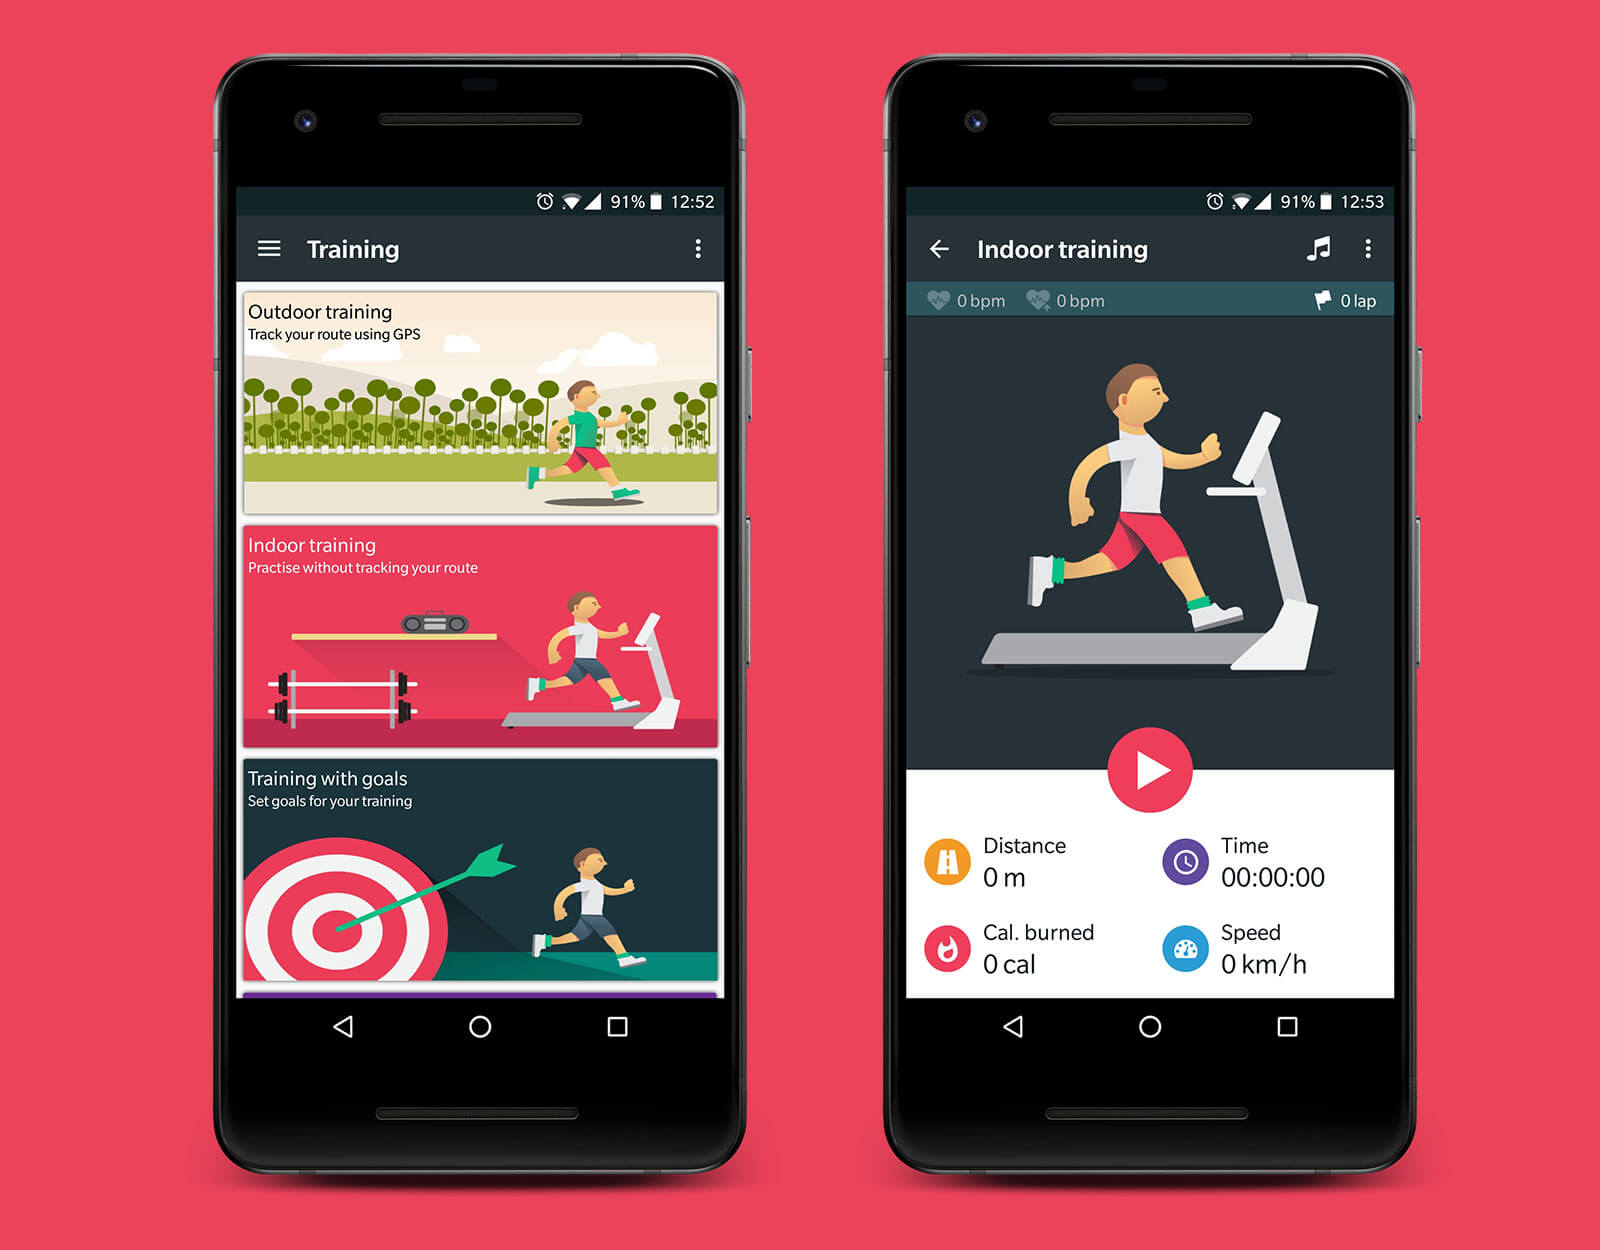 91% 12:52
Training
Outdoor training
Track your route using GPS
Indoor training
Practise without tracking your route
Training with goals
Set goals for your training
91% 12:53
Indoor training
0 bpm 0 bpm 0 lap
Distance
0 m
Time
00:00:00
Cal. burned
0 cal
Speed
0 km/h